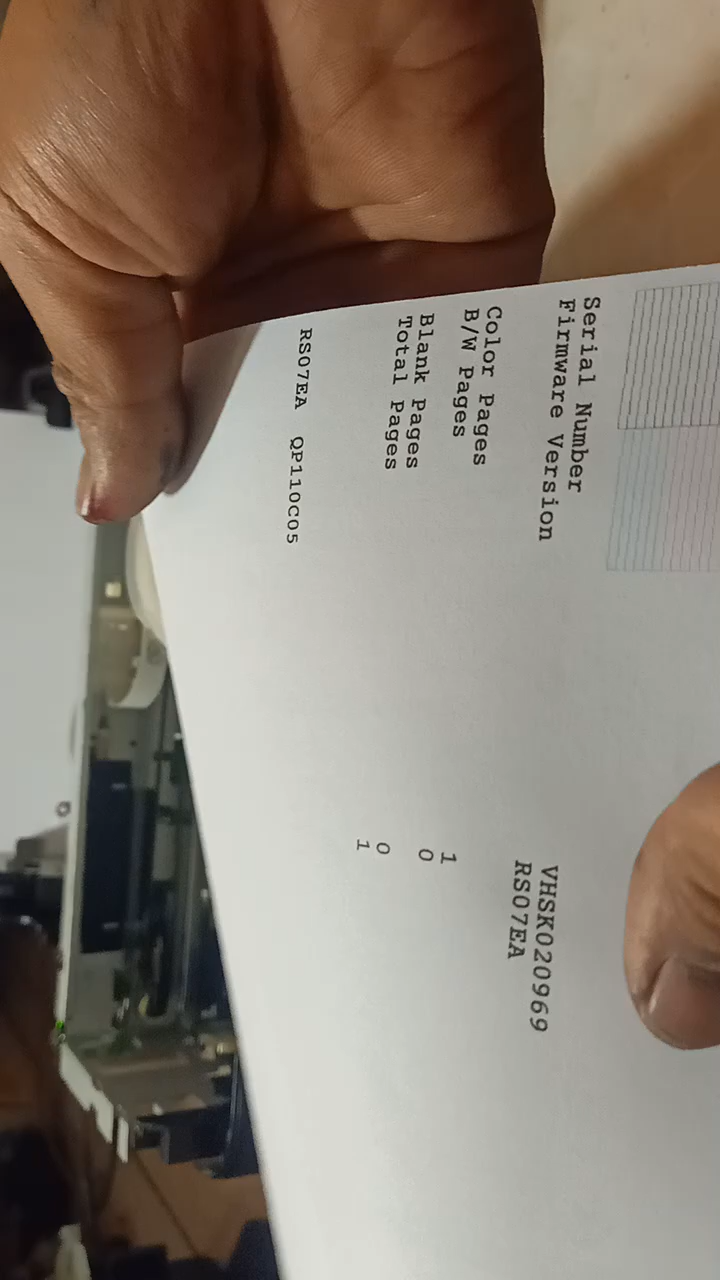 Serial Number VHSK020969
Firmware Version RS07EA
Color Pages 1
B/W Pages 0
Blank Pages 0
Total Pages 1
RS07EA QP110C05